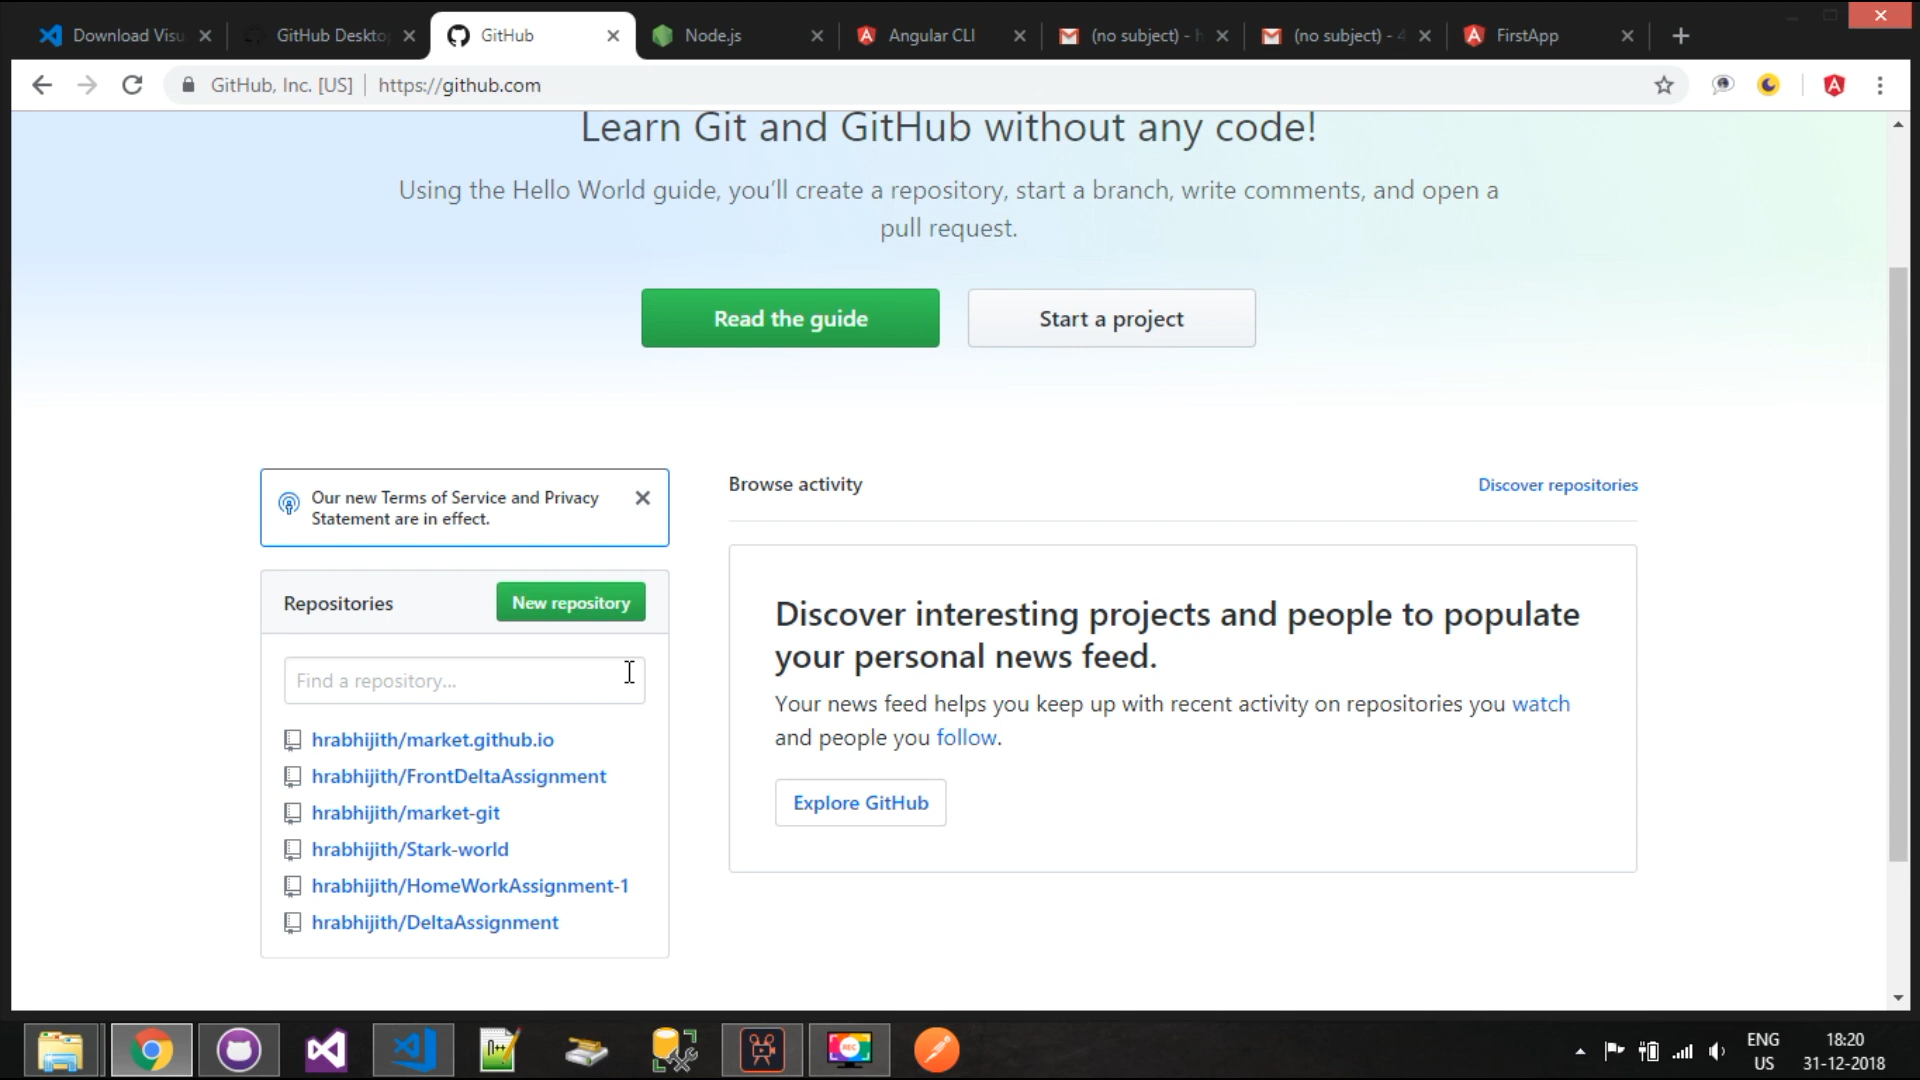 Download Visu
GitHub Deskto
GitHub
Node.js
Angular CLI
(no subject) - h
(no subject) - 4
FirstApp
GitHub, Inc. [US]
https://github.com
Learn Git and GitHub without any code!
Using the Hello World guide, you'll create a repository, start a branch, write comments, and open a
pull request.
Read the guide
Start a project
Our new Terms of Service and Privacy
Statement are in effect.
Browse activity
Discover repositories
Repositories
New repository
Find a repository...
hrabhijith/market.github.io
hrabhijith/FrontDeltaAssignment
hrabhijith/market-git
hrabhijith/Stark-world
hrabhijith/HomeWorkAssignment-1
hrabhijith/DeltaAssignment
Discover interesting projects and people to populate
your personal news feed.
Your news feed helps you keep up with recent activity on repositories you watch
and people you follow.
Explore GitHub
REC
ENG
US
18:20
31-12-2018